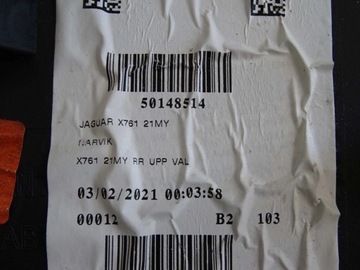 50148514
JAGUAR X761 21MY
NARVIK
X761 21MY RR UPP VAL
03/02/2021 00:03:58
00012 B2 103